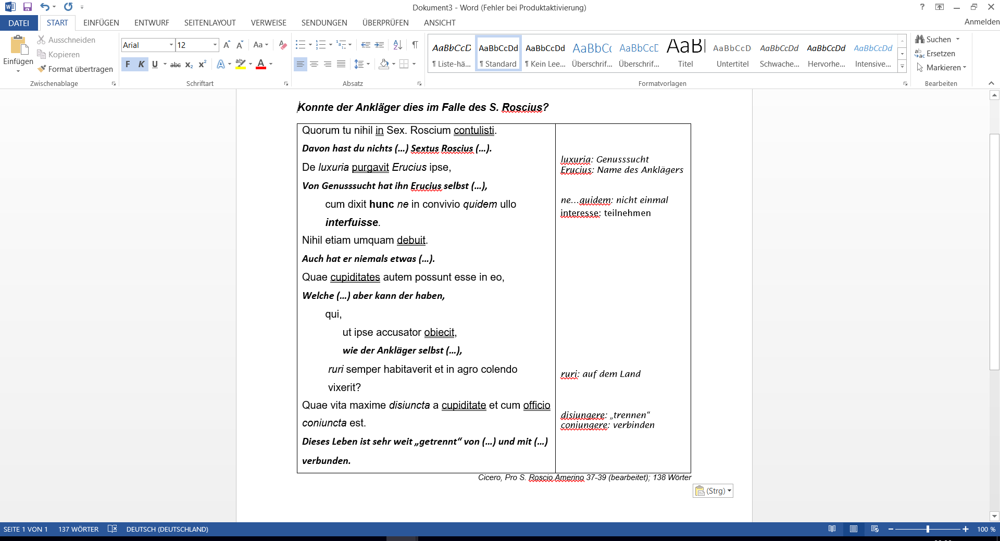 Dokument3 - Word (Fehler bei Produktaktivierung)
?
DATEI START EINFÜGEN ENTWURF SEITENLAYOUT VERWEISE SENDUNGEN ÜBERPRÜFEN ANSICHT Anmelden
Einfügen
Ausschneiden
Kopieren
Format übertragen
Zwischenablage
Arial 12
F K U abc x₂ x²
Schriftart
Absatz
AaBbCcD AaBbCcDd AaBbCcDd AaBbCc AaBbCcD AaBl AaBbCcD AaBbCcDd AaBbCcDd AaBbCcDd
¶ Liste-hä... ¶ Standard ¶ Kein Lee... Überschrif... Überschrif... Titel Untertitel Schwache... Hervorhe... Intensive...
Formatvorlagen
Suchen
Ersetzen
Markieren
Bearbeiten
Konnte der Ankläger dies im Falle des S. Roscius?
Quorum tu nihil in Sex. Roscium contulisti.
Davon hast du nichts (...) Sextus Roscius (...).
De luxuria purgavit Erucius ipse,
Von Genusssucht hat ihn Erucius selbst (...),
cum dixit hunc ne in convivio quidem ullo
interfuisse.
Nihil etiam umquam debuit.
Auch hat er niemals etwas (...).
Quae cupiditates autem possunt esse in eo,
Welche (...) aber kann der haben,
qui,
ut ipse accusator obiecit,
wie der Ankläger selbst (...),
ruri semper habitaverit et in agro colendo
vixerit?
Quae vita maxime disiuncta a cupiditate et cum officio
coniuncta est.
Dieses Leben ist sehr weit „getrennt“ von (...) und mit (...)
verbunden.
luxuria: Genusssucht
Erucius: Name des Anklägers
ne...quidem: nicht einmal
interesse: teilnehmen
ruri: auf dem Land
disiungere: „trennen“
coniungere: verbinden
Cicero, Pro S. Roscio Amerino 37-39 (bearbeitet); 138 Wörter
(Strg)
SEITE 1 VON 1 137 WÖRTER DEUTSCH (DEUTSCHLAND) 100 %